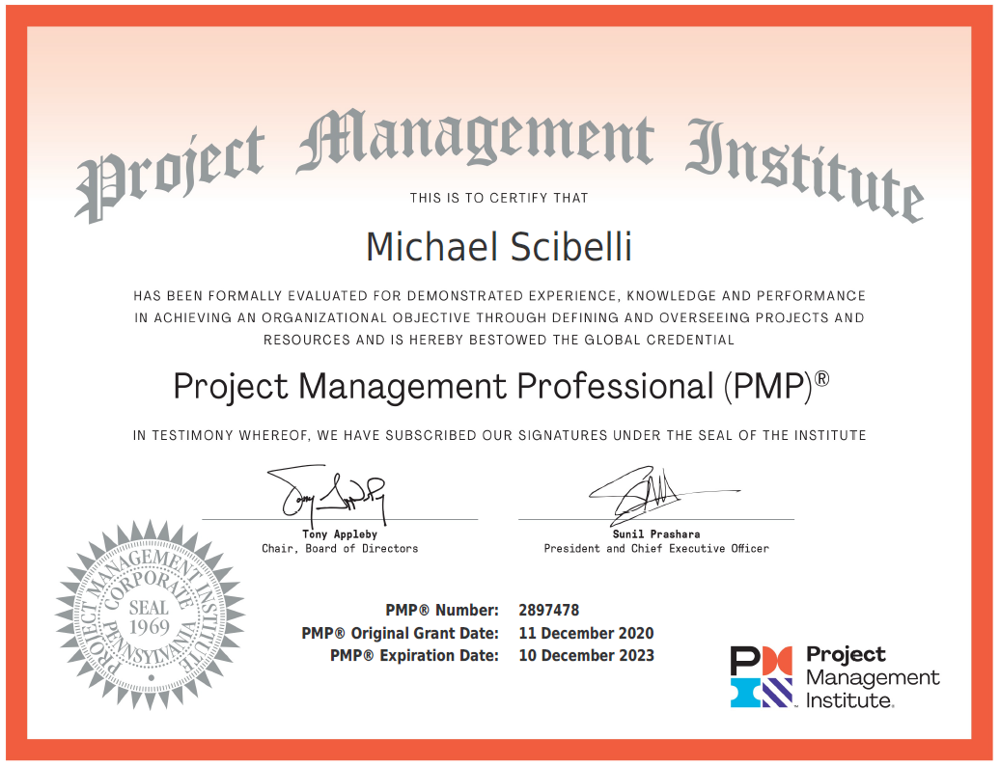 Project Management Institute
THIS IS TO CERTIFY THAT
Michael Scibelli
HAS BEEN FORMALLY EVALUATED FOR DEMONSTRATED EXPERIENCE, KNOWLEDGE AND PERFORMANCE
IN ACHIEVING AN ORGANIZATIONAL OBJECTIVE THROUGH DEFINING AND OVERSEEING PROJECTS AND
RESOURCES AND IS HEREBY BESTOWED THE GLOBAL CREDENTIAL
Project Management Professional (PMP)®
IN TESTIMONY WHEREOF, WE HAVE SUBSCRIBED OUR SIGNATURES UNDER THE SEAL OF THE INSTITUTE
Tony Appleby
Tony Appleby
Chair, Board of Directors
Sunil Prashara
President and Chief Executive Officer
PROJECT MANAGEMENT INSTITUTE
CORPORATE
SEAL
1969
PENNSYLVANIA
PMP® Number: 2897478
PMP® Original Grant Date: 11 December 2020
PMP® Expiration Date: 10 December 2023
PM
Project
Management
Institute.